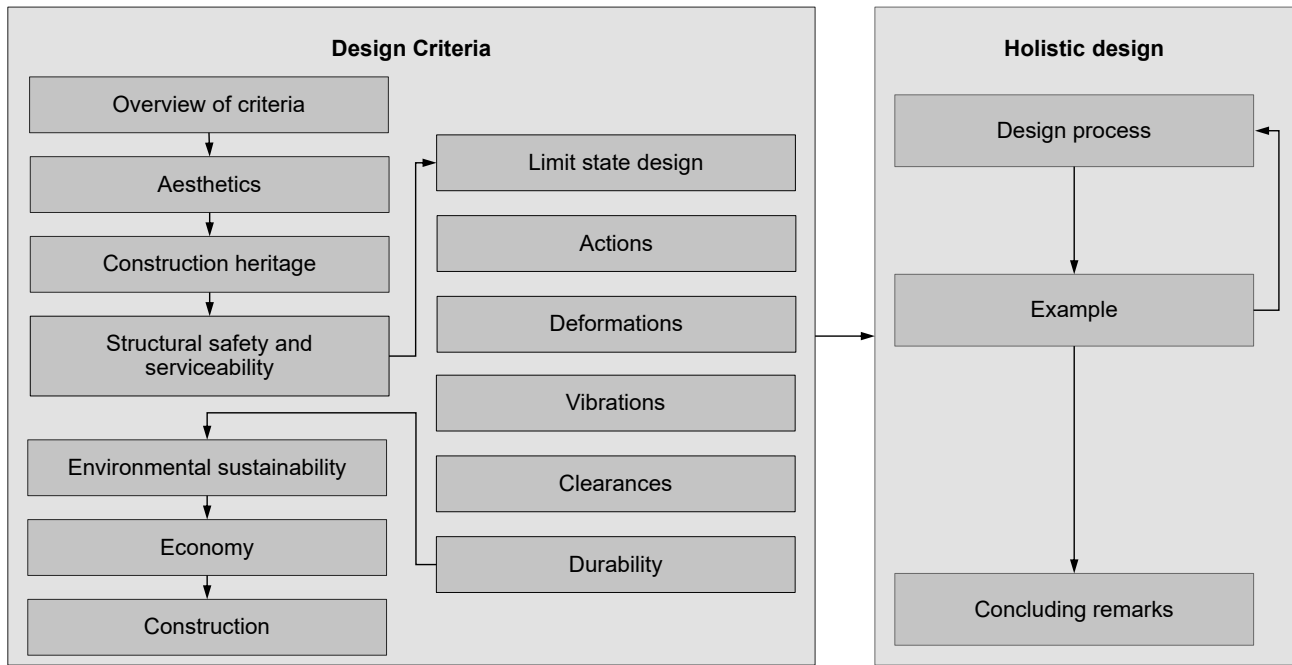 Design Criteria
Overview of criteria
Aesthetics
Construction heritage
Structural safety and
serviceability
Limit state design
Actions
Deformations
Vibrations
Clearances
Durability
Environmental sustainability
Economy
Construction
Holistic design
Design process
Example
Concluding remarks